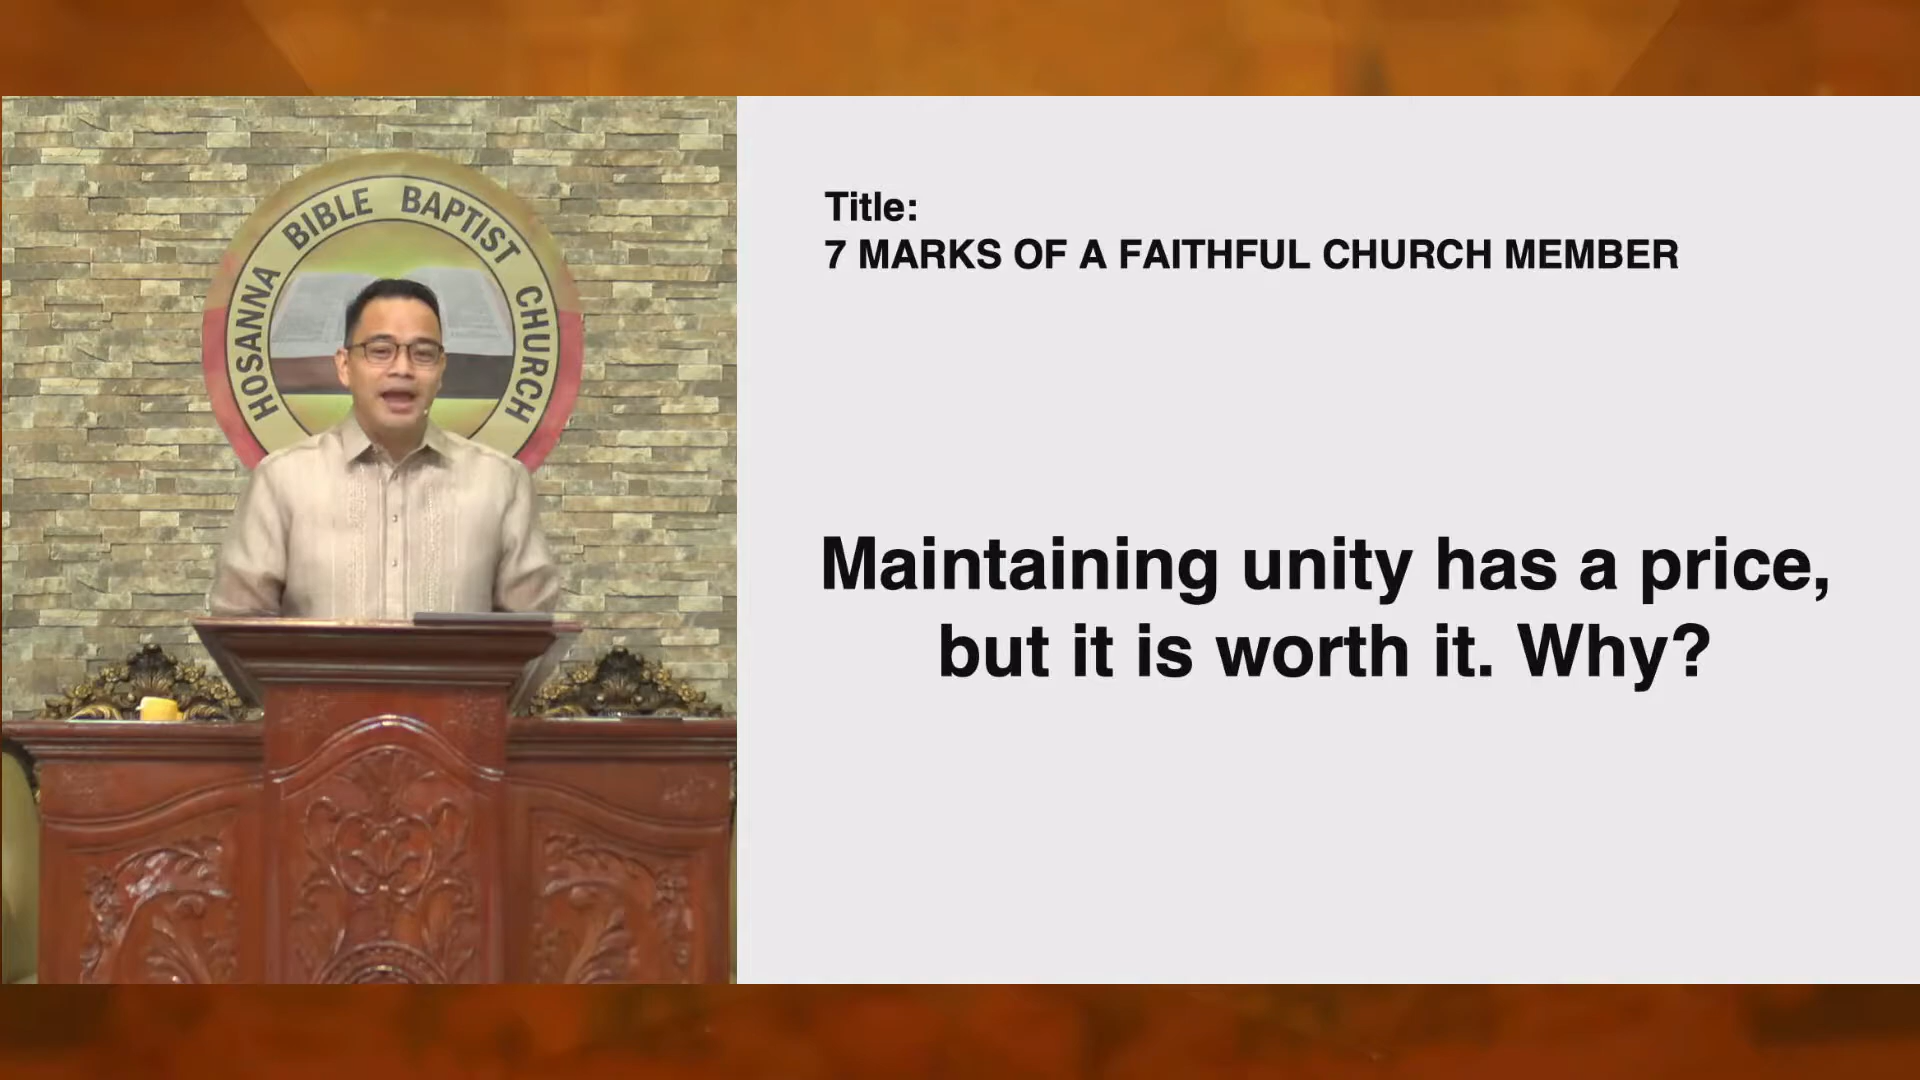 HOSANNA BIBLE BAPTIST CHURCH
Title:
7 MARKS OF A FAITHFUL CHURCH MEMBER
Maintaining unity has a price,
but it is worth it. Why?